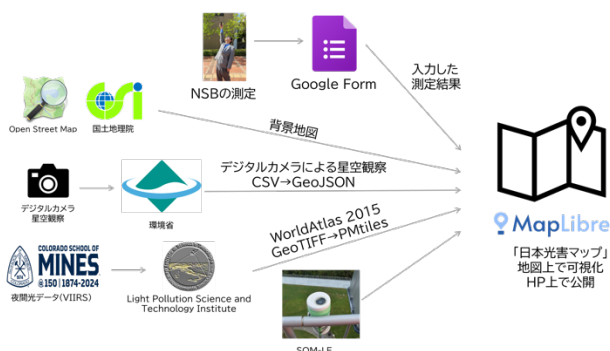 NSBの測定
Google Form
入力した
測定結果
Open Street Map
国土地理院
背景地図
デジタルカメラ
星空観察
環境省
デジタルカメラによる星空観察
CSV→GeoJSON
MapLibre
「日本光害マップ」
地図上で可視化
HP上で公開
COLORADO SCHOOL OF
MINES
@150 | 1874-2024
夜間光データ(VIIRS)
Light Pollution Science and
Technology Institute
WorldAtlas 2015
GeoTIFF→PMtiles
SQM-LE